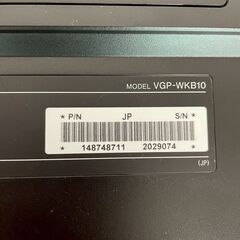 MODEL VGP-WKB10
* P/N JP S/N *
148748711 2029074
(JP)